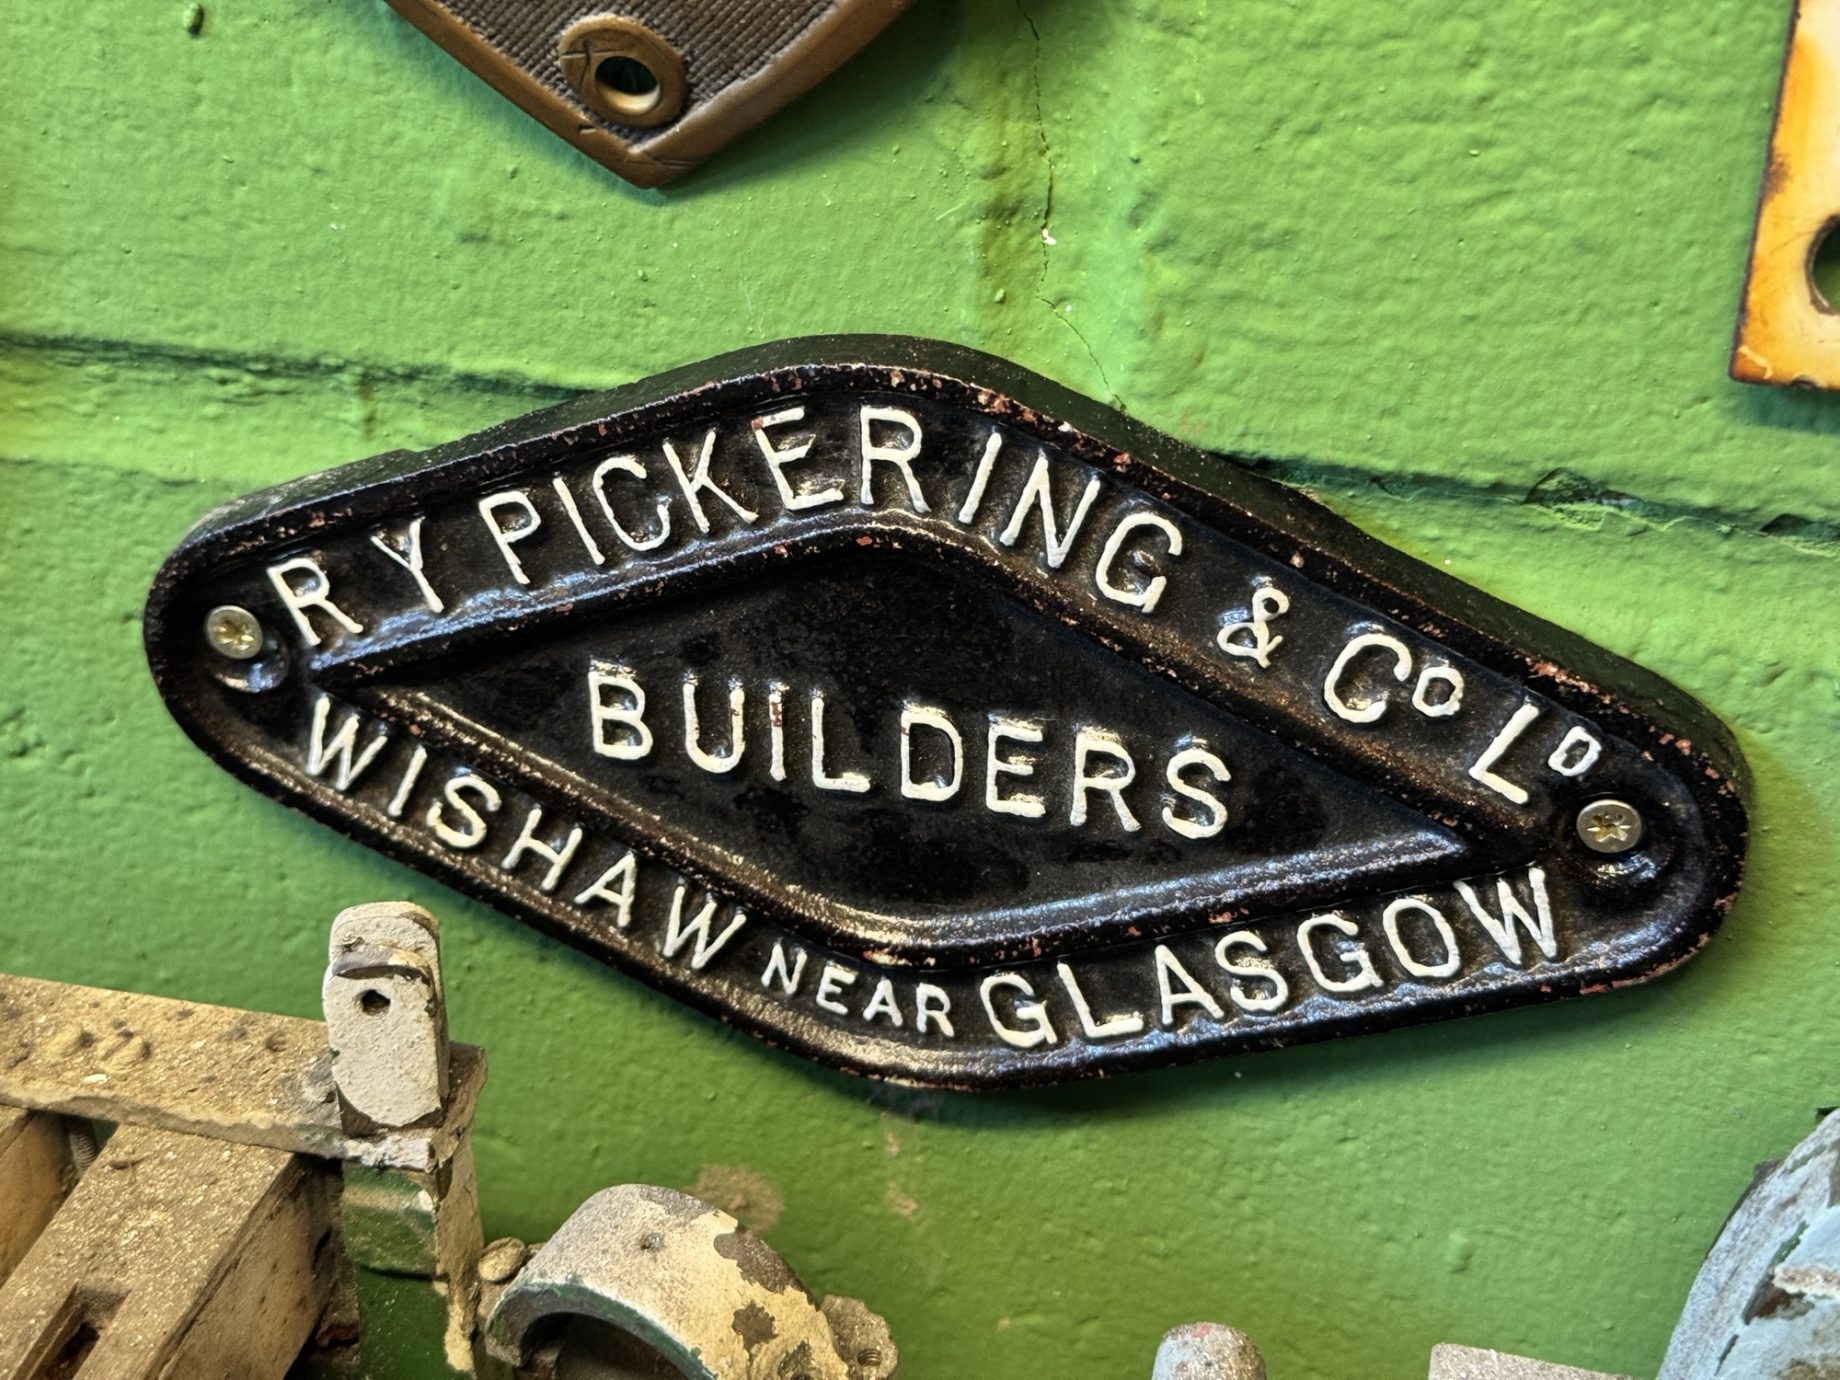 R Y PICKERING & Cº Lᴰ
BUILDERS
WISHAW NEAR GLASGOW